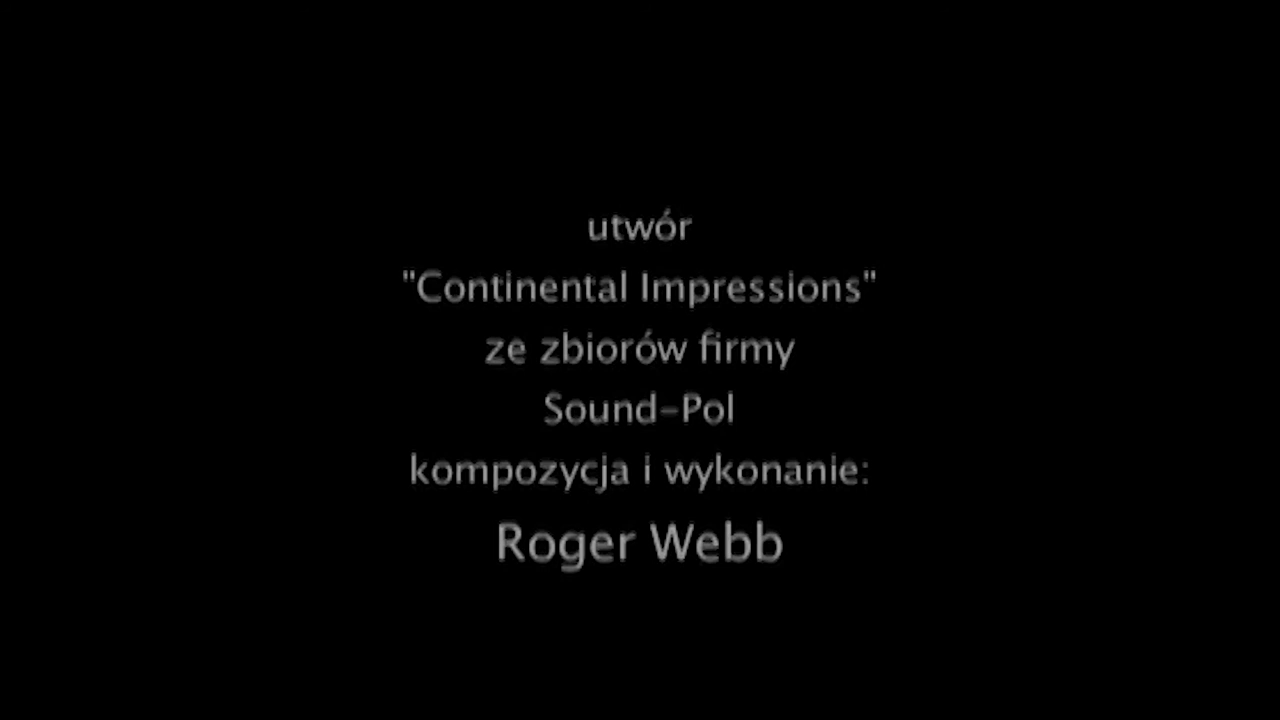 utwór
"Continental Impressions"
ze zbiorów firmy
Sound-Pol
kompozycja i wykonanie:
Roger Webb